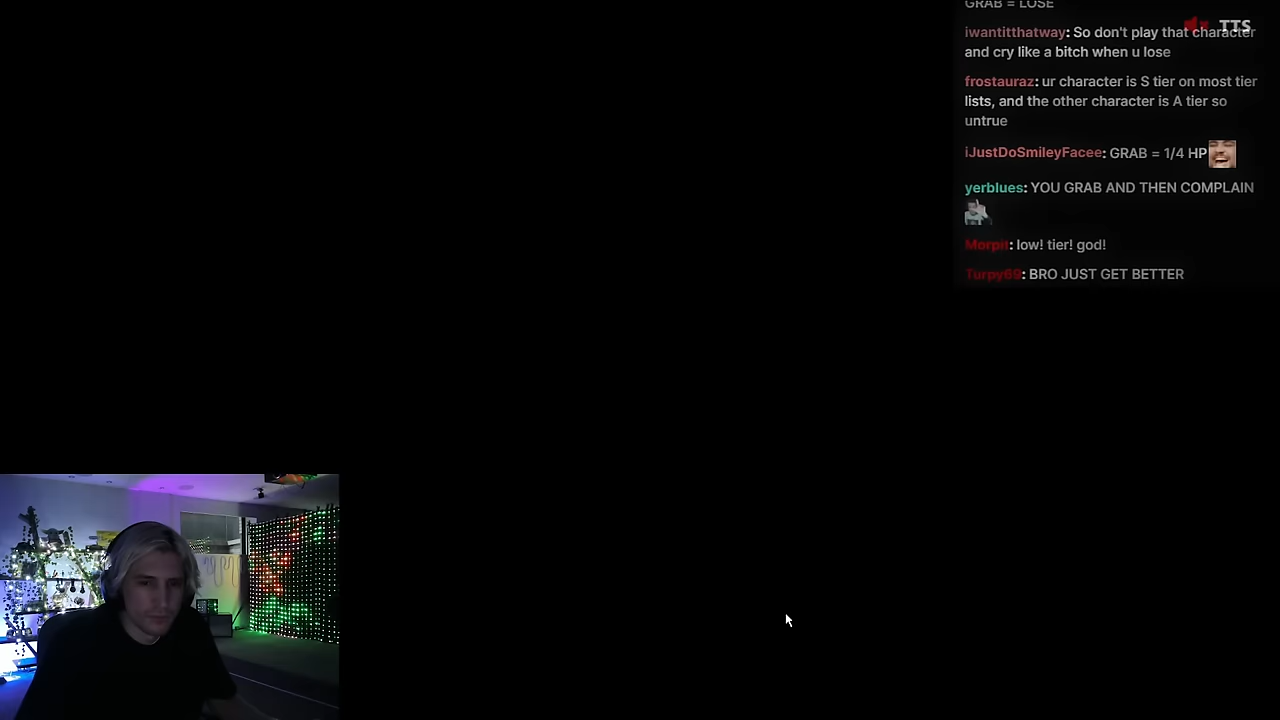 GRAB = LOSE
TTS
iwantitthatway: So don't play that character
and cry like a bitch when u lose
frostauraz: ur character is S tier on most tier
lists, and the other character is A tier so
untrue
iJustDoSmileyFacee: GRAB = 1/4 HP
yerblues: YOU GRAB AND THEN COMPLAIN
Morpit: low! tier! god!
Turpy69: BRO JUST GET BETTER